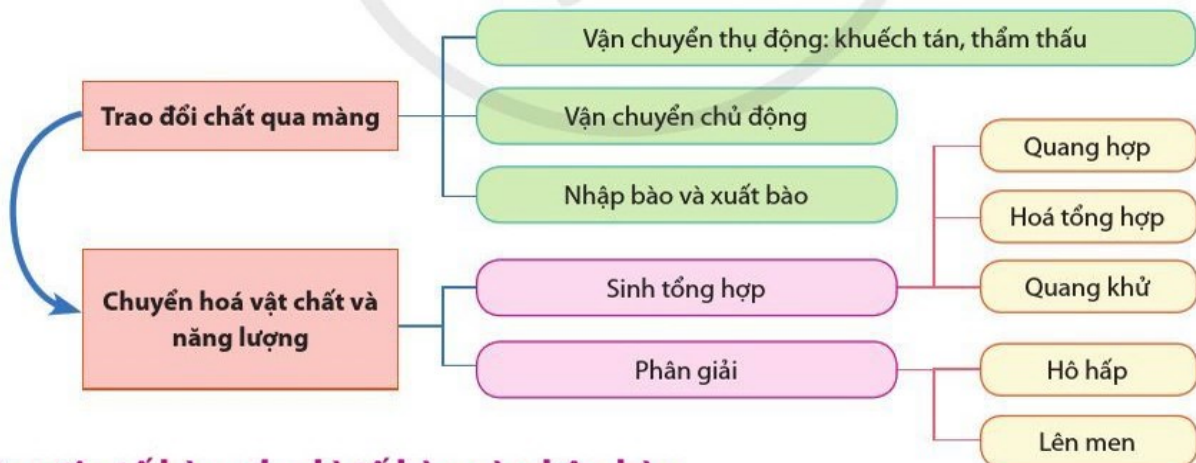 Trao đổi chất qua màng
Vận chuyển thụ động: khuếch tán, thẩm thấu
Vận chuyển chủ động
Nhập bào và xuất bào
Chuyển hoá vật chất và
năng lượng
Sinh tổng hợp
Quang hợp
Hoá tổng hợp
Quang khử
Phân giải
Hô hấp
Lên men